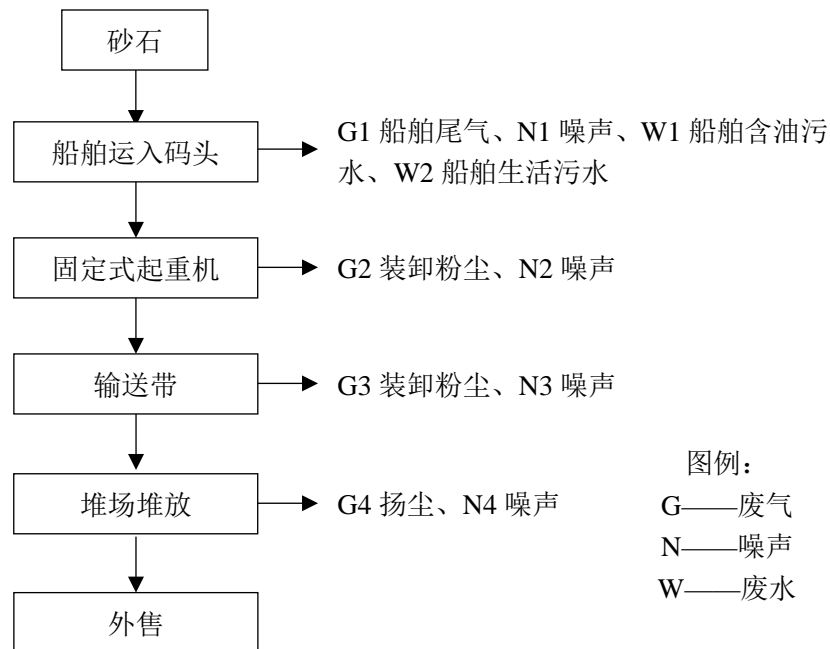 砂石
船舶运入码头
G1 船舶尾气、N1 噪声、W1 船舶含油污
水、W2 船舶生活污水
固定式起重机
G2 装卸粉尘、N2 噪声
输送带
G3 装卸粉尘、N3 噪声
堆场堆放
G4 扬尘、N4 噪声
外售
图例：
G——废气
N——噪声
W——废水